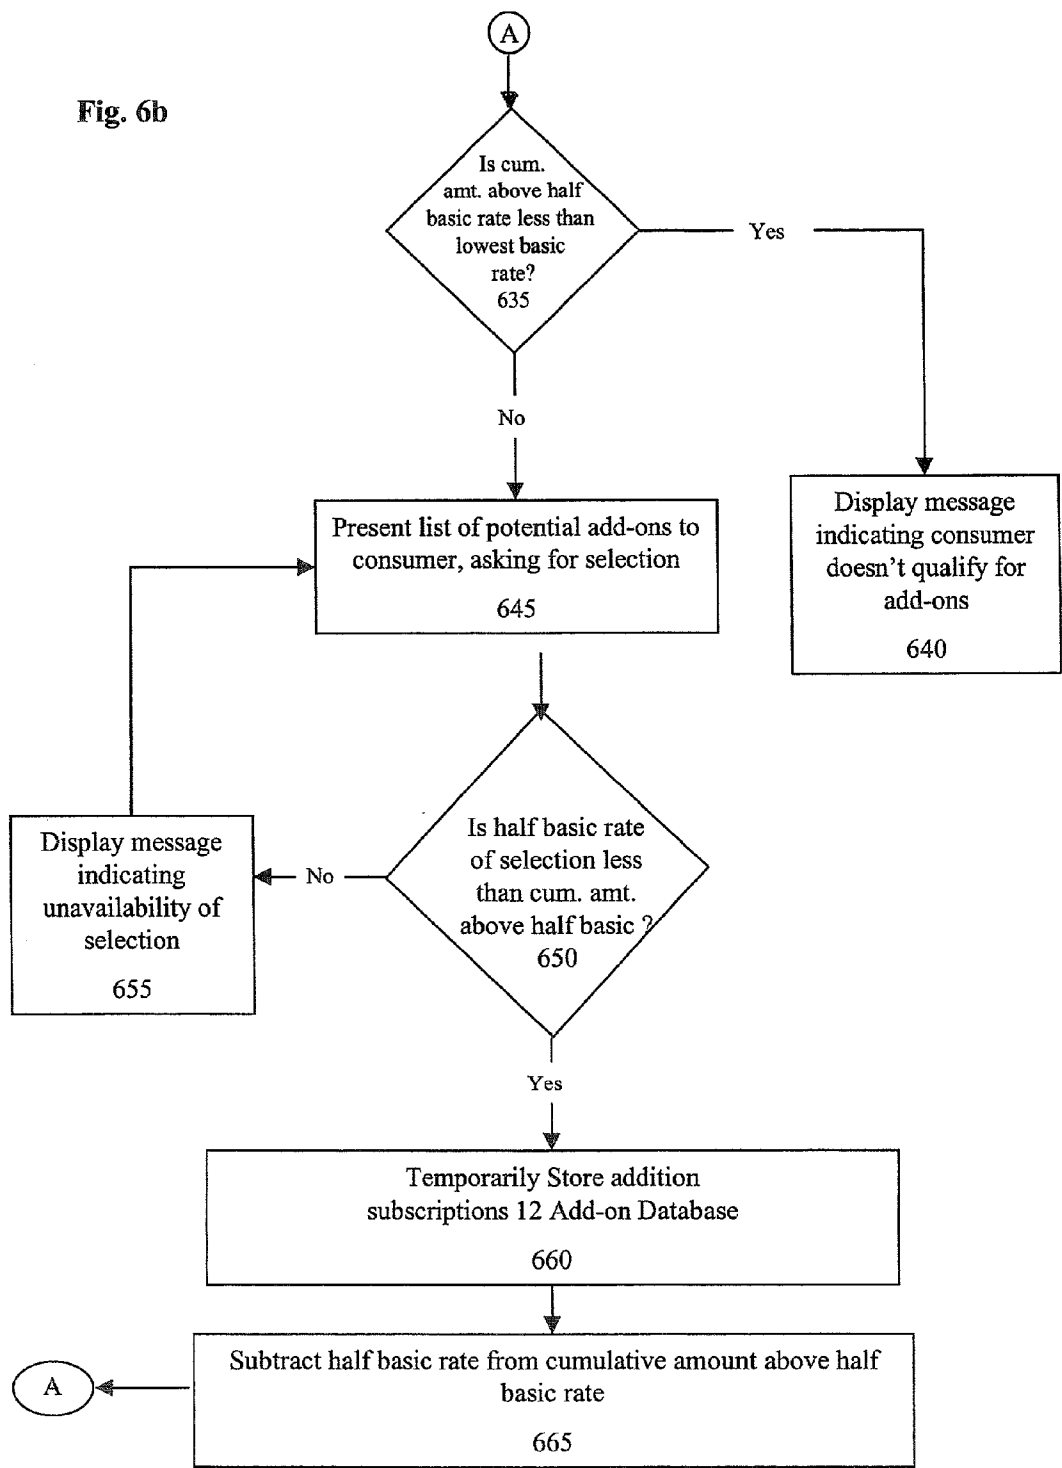 A
Fig. 6b
Is cum.
amt. above half
basic rate less than
lowest basic
rate?
635
Yes
No
Present list of potential add-ons to
consumer, asking for selection
645
Display message
indicating consumer
doesn't qualify for
add-ons
640
Is half basic rate
of selection less
than cum. amt.
above half basic ?
650
No
Display message
indicating
unavailability of
selection
655
Yes
Temporarily Store addition
subscriptions 12 Add-on Database
660
Subtract half basic rate from cumulative amount above half
basic rate
665
A